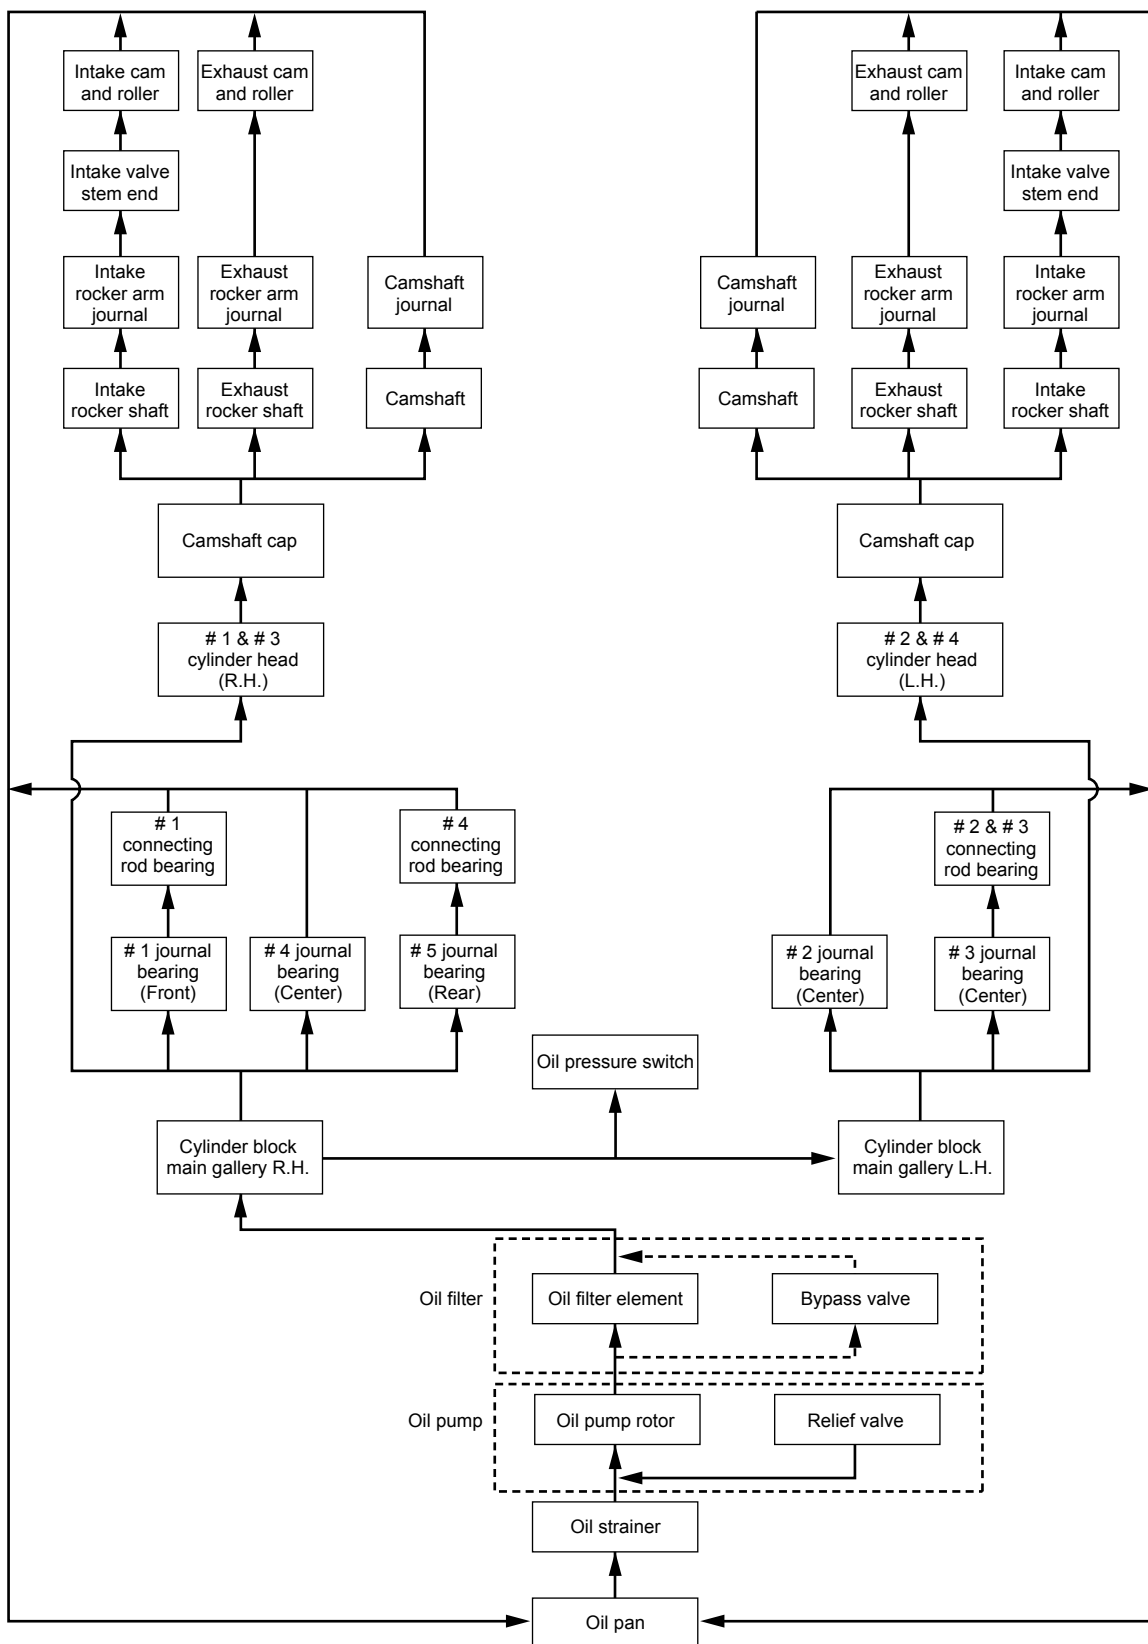 Intake cam
and roller
Exhaust cam
and roller
Exhaust cam
and roller
Intake cam
and roller
Intake valve
stem end
Intake valve
stem end
Intake
rocker arm
journal
Exhaust
rocker arm
journal
Camshaft
journal
Camshaft
journal
Exhaust
rocker arm
journal
Intake
rocker arm
journal
Intake
rocker shaft
Exhaust
rocker shaft
Camshaft
Camshaft
Exhaust
rocker shaft
Intake
rocker shaft
Camshaft cap
Camshaft cap
# 1 & # 3
cylinder head
(R.H.)
# 2 & # 4
cylinder head
(L.H.)
# 1
connecting
rod bearing
# 4
connecting
rod bearing
# 2 & # 3
connecting
rod bearing
# 1 journal
bearing
(Front)
# 4 journal
bearing
(Center)
# 5 journal
bearing
(Rear)
# 2 journal
bearing
(Center)
# 3 journal
bearing
(Center)
Oil pressure switch
Cylinder block
main gallery R.H.
Cylinder block
main gallery L.H.
Oil filter
Oil filter element
Bypass valve
Oil pump
Oil pump rotor
Relief valve
Oil strainer
Oil pan